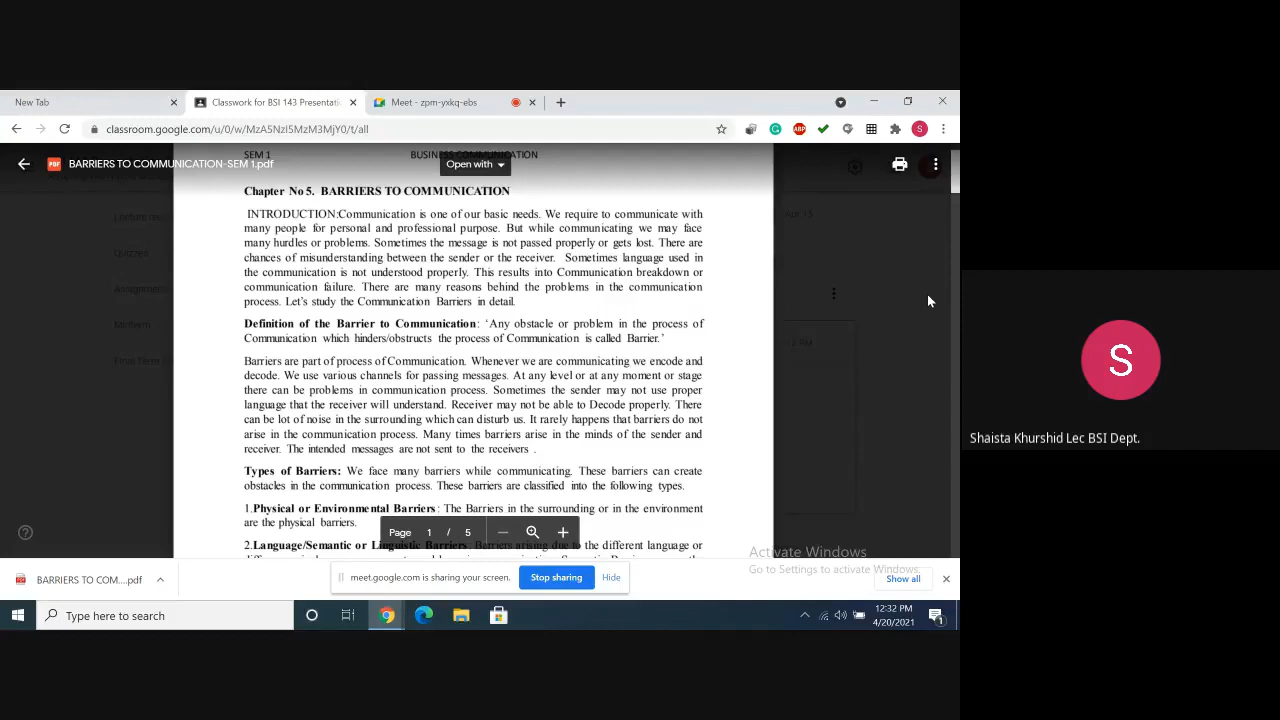 New Tab
Classwork for BSI 143 Presentati
Meet - zpm-yxkq-ebs
classroom.google.com/u/0/w/MzA5NzI5MzM3MjY0/t/all
ABP
S
SEM 1 BUSINESS COMMUNICATION
PDF BARRIERS TO COMMUNICATION-SEM 1.pdf
Open with
Chapter No 5. BARRIERS TO COMMUNICATION
INTRODUCTION:Communication is one of our basic needs. We require to communicate with
many people for personal and professional purpose. But while communicating we may face
many hurdles or problems. Sometimes the message is not passed properly or gets lost. There are
chances of misunderstanding between the sender or the receiver. Sometimes language used in
the communication is not understood properly. This results into Communication breakdown or
communication failure. There are many reasons behind the problems in the communication
process. Let's study the Communication Barriers in detail.
Definition of the Barrier to Communication: ‘Any obstacle or problem in the process of
Communication which hinders/obstructs the process of Communication is called Barrier.’
Barriers are part of process of Communication. Whenever we are communicating we encode and
decode. We use various channels for passing messages. At any level or at any moment or stage
there can be problems in communication process. Sometimes the sender may not use proper
language that the receiver will understand. Receiver may not be able to Decode properly. There
can be lot of noise in the surrounding which can disturb us. It rarely happens that barriers do not
arise in the communication process. Many times barriers arise in the minds of the sender and
receiver. The intended messages are not sent to the receivers .
Types of Barriers: We face many barriers while communicating. These barriers can create
obstacles in the communication process. These barriers are classified into the following types.
1.Physical or Environmental Barriers: The Barriers in the surrounding or in the environment
are the physical barriers.
2.Language/Semantic or Linguistic Barriers: Barriers arising due to the different language or
Page 1 / 5
Quizzes
Midterm
Apr 13
S
Shaista Khurshid Lec BSI Dept.
Activate Windows
Go to Settings to activate Windows.
BARRIERS TO COM....pdf
meet.google.com is sharing your screen.
Stop sharing
Hide
Show all
Type here to search
12:32 PM
4/20/2021
1